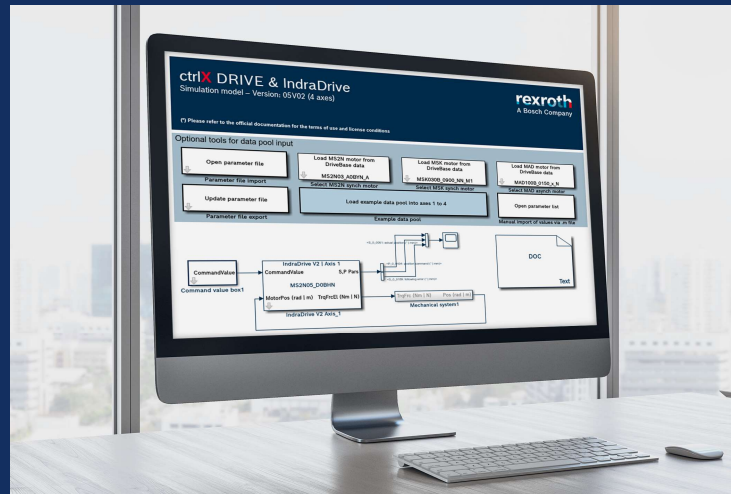 ctrlX DRIVE & IndraDrive
Simulation model – Version: 05V02 (4 axes)
rexroth
A Bosch Company
(*) Please refer to the official documentation for the terms of use and license conditions
Optional tools for data pool input
Open parameter file
Parameter file import
Load MS2N motor from
DriveBase data
MS2N03_A0BYN_A
Select MS2N synch motor
Load MSK motor from
DriveBase data
MSK030B_0900_NN_M1
Select MSK synch motor
Load MAD motor from
DriveBase data
MAD100B_0150_x_N
Select MAD asynch motor
Update parameter file
Parameter file export
Load example data pool into axes 1 to 4
Example data pool
Open parameter list
Manual import of values via .m file
CommandValue
Command value box1
IndraDrive V2 | Axis 1
CommandValue
S,P Pars
MS2N05_D0BHN
MotorPos (rad | m)
TrqFrcEl (Nm | N)
IndraDrive V2 Axis_1
TrqFrc (Nm | N)
Pos (rad | m)
Mechanical system1
DOC
Text